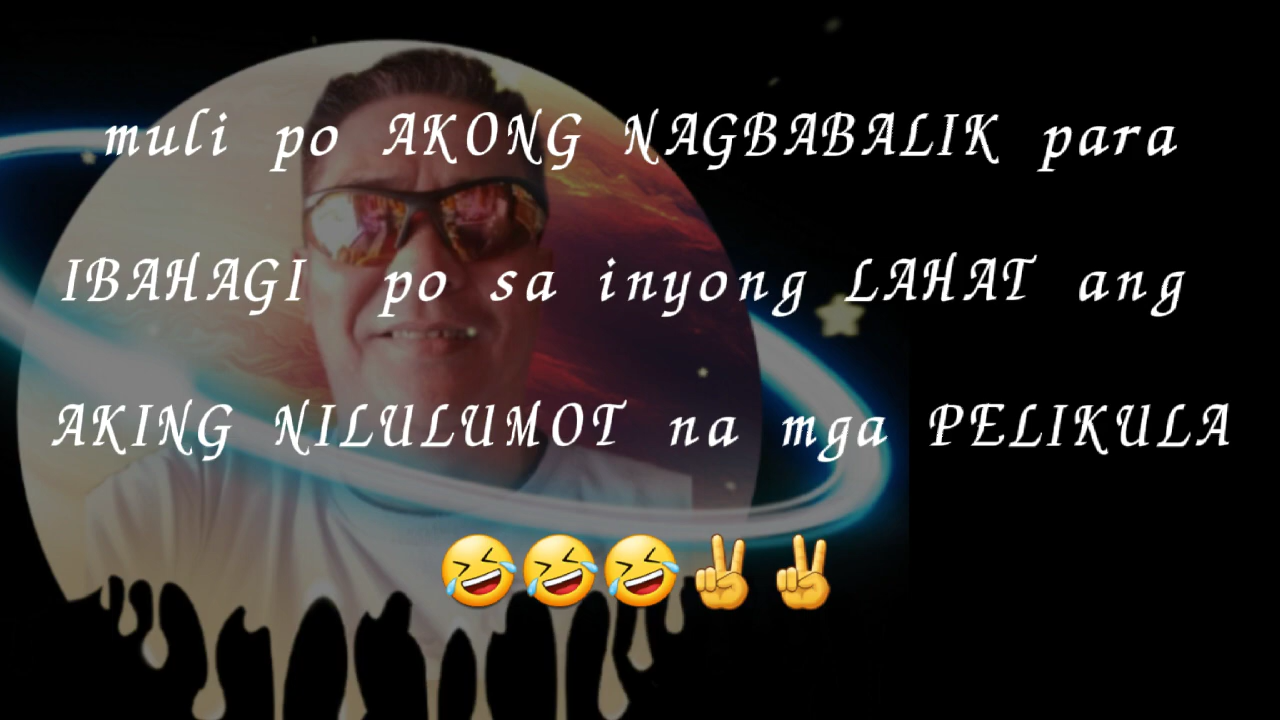 muli po AKONG NAGBABALIK para
IBAHAGI po sa inyong LAHAT ang
AKING NILULUMOT na mga PELIKULA
🤣🤣🤣✌✌